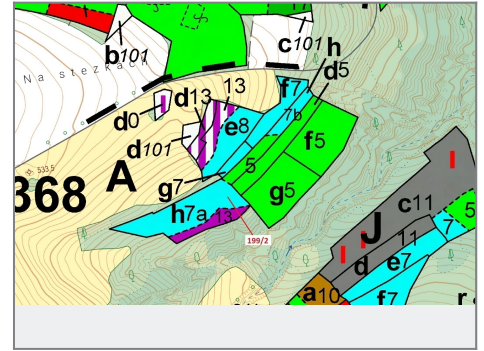 b101
c101
h
Na stezkách
f7
d5
d13
13
d0
7b
e8
f5
d101
533,5
A
5
368
g7
g5
h7a
13
199/2
c11
J
11
d
e7
7
5
a10
f7
r